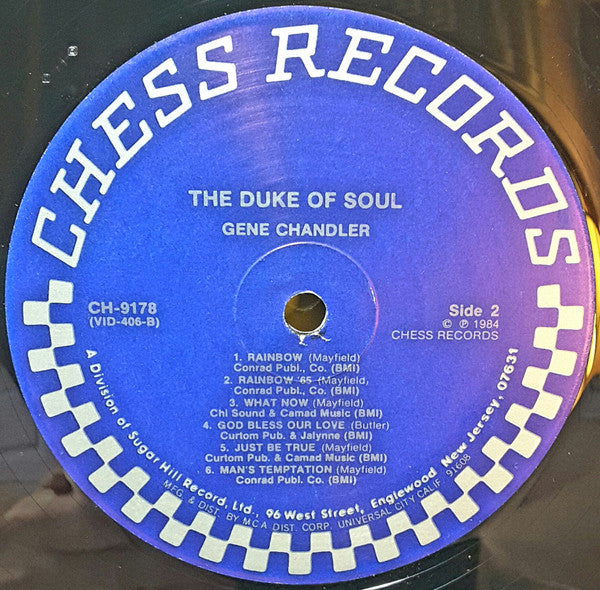 CHESS RECORDS
THE DUKE OF SOUL
GENE CHANDLER
CH-9178
(VID-406-B)
Side 2
© ℗ 1984
CHESS RECORDS
1. RAINBOW (Mayfield)
Conrad Publ., Co. (BMI)
2. RAINBOW '65 (Mayfield)
Conrad Publ., Co. (BMI)
3. WHAT NOW (Mayfield)
Chi Sound & Camad Music (BMI)
4. GOD BLESS OUR LOVE (Butler)
Curtom Pub. & Jalynne (BMI)
5. JUST BE TRUE (Mayfield)
Curtom Pub. & Camad Music (BMI)
6. MAN'S TEMPTATION (Mayfield)
Conrad Publ. Co. (BMI)
A Division of Sugar Hill Record, Ltd., 96 West Street, Englewood New Jersey, 07631
MFG. & DIST. BY MCA DIST. CORP. UNIVERSAL CITY CALIF. 91608